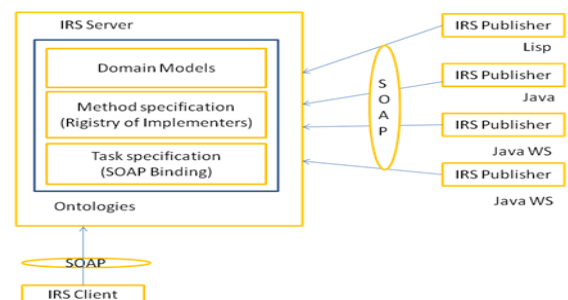 IRS Server
Domain Models
Method specification
(Rigistry of Implementers)
Task specification
(SOAP Binding)
Ontologies
SOAP
IRS Client
S
O
A
P
IRS Publisher
Lisp
IRS Publisher
Java
IRS Publisher
Java WS
IRS Publisher
Java WS